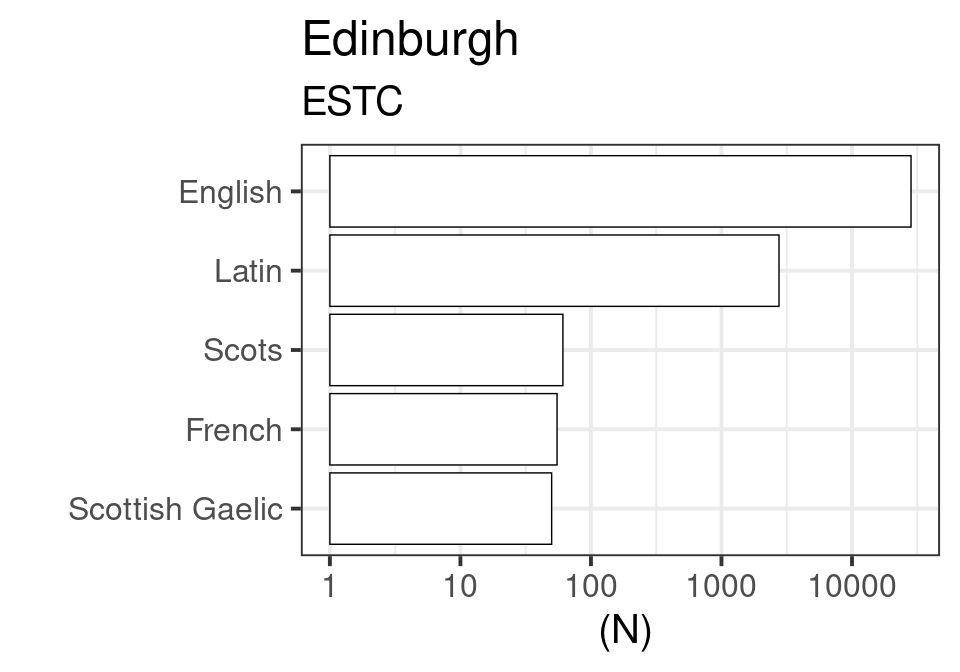 Edinburgh
ESTC
English
Latin
Scots
French
Scottish Gaelic
1 10 100 1000 10000
(N)